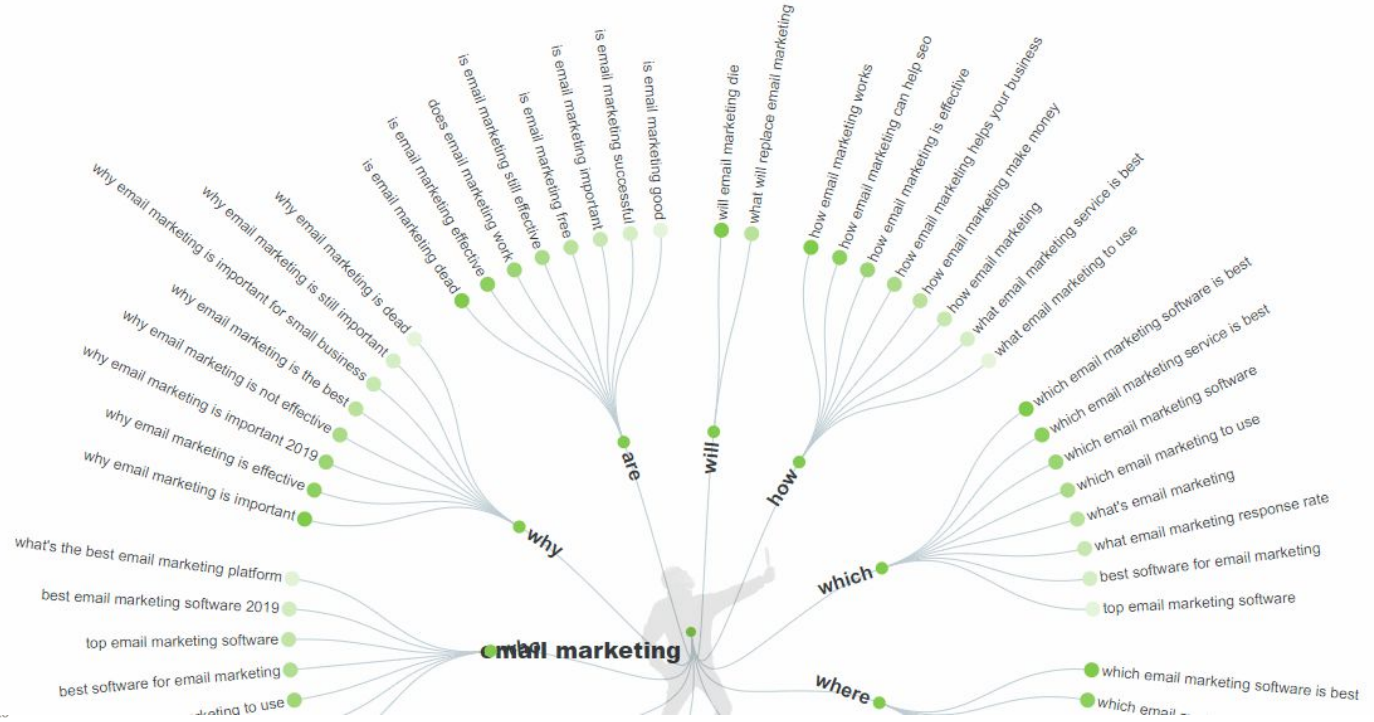 why email marketing is dead
why email marketing is still important
why email marketing is important for small business
why email marketing is the best
why email marketing is not effective
why email marketing is important 2019
why email marketing is effective
why email marketing is important
why
is email marketing dead
is email marketing effective
does email marketing work
is email marketing still effective
is email marketing free
is email marketing important
is email marketing successful
is email marketing good
are
will email marketing die
what will replace email marketing
will
how email marketing works
how email marketing can help seo
how email marketing is effective
how email marketing helps your business
how email marketing make money
how email marketing
what email marketing service is best
what email marketing to use
how
which email marketing software is best
which email marketing service is best
which email marketing software
which email marketing to use
what's email marketing
what email marketing response rate
best software for email marketing
top email marketing software
which
what's the best email marketing platform
best email marketing software 2019
top email marketing software
best software for email marketing
to use
who
email marketing
where
which email marketing software is best
which